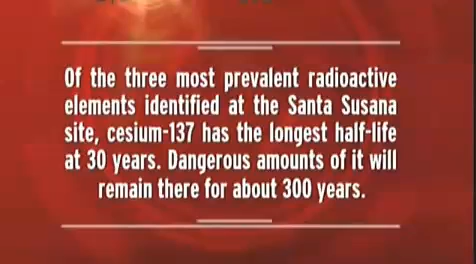 Of the three most prevalent radioactive
elements identified at the Santa Susana
site, cesium-137 has the longest half-life
at 30 years. Dangerous amounts of it will
remain there for about 300 years.